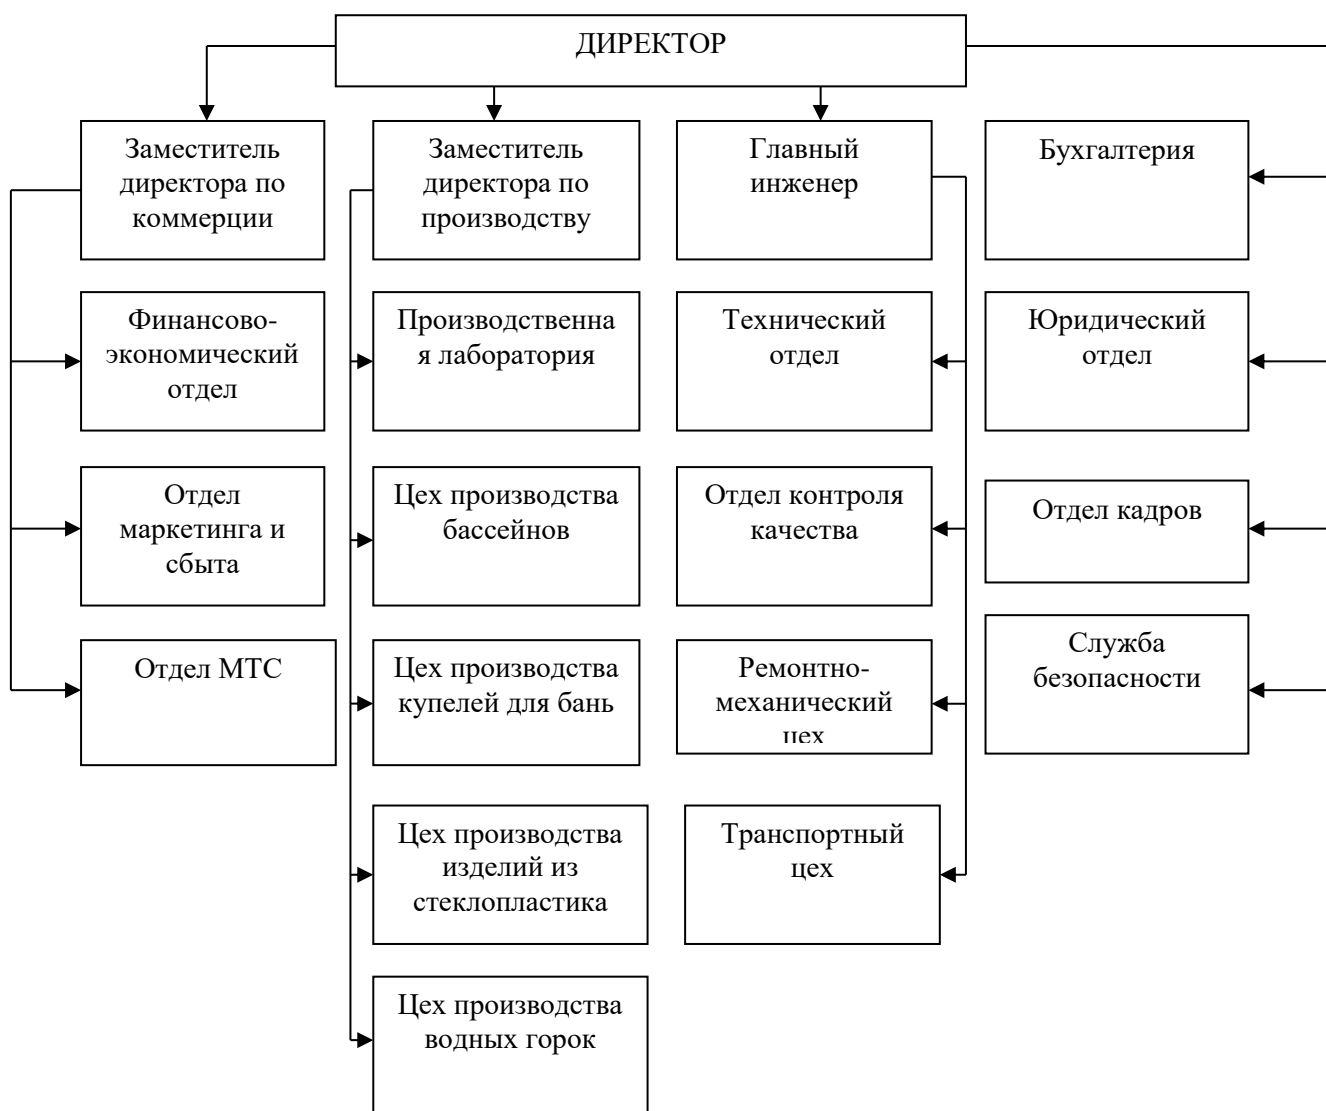 ДИРЕКТОР
Заместитель
директора по
коммерции
Заместитель
директора по
производству
Главный
инженер
Бухгалтерия
Финансово-
экономический
отдел
Производственна
я лаборатория
Технический
отдел
Юридический
отдел
Отдел
маркетинга и
сбыта
Цех производства
бассейнов
Отдел контроля
качества
Отдел кадров
Отдел МТС
Цех производства
купелей для бань
Ремонтно-
механический
цех
Служба
безопасности
Цех производства
изделий из
стеклопластика
Транспортный
цех
Цех производства
водных горок